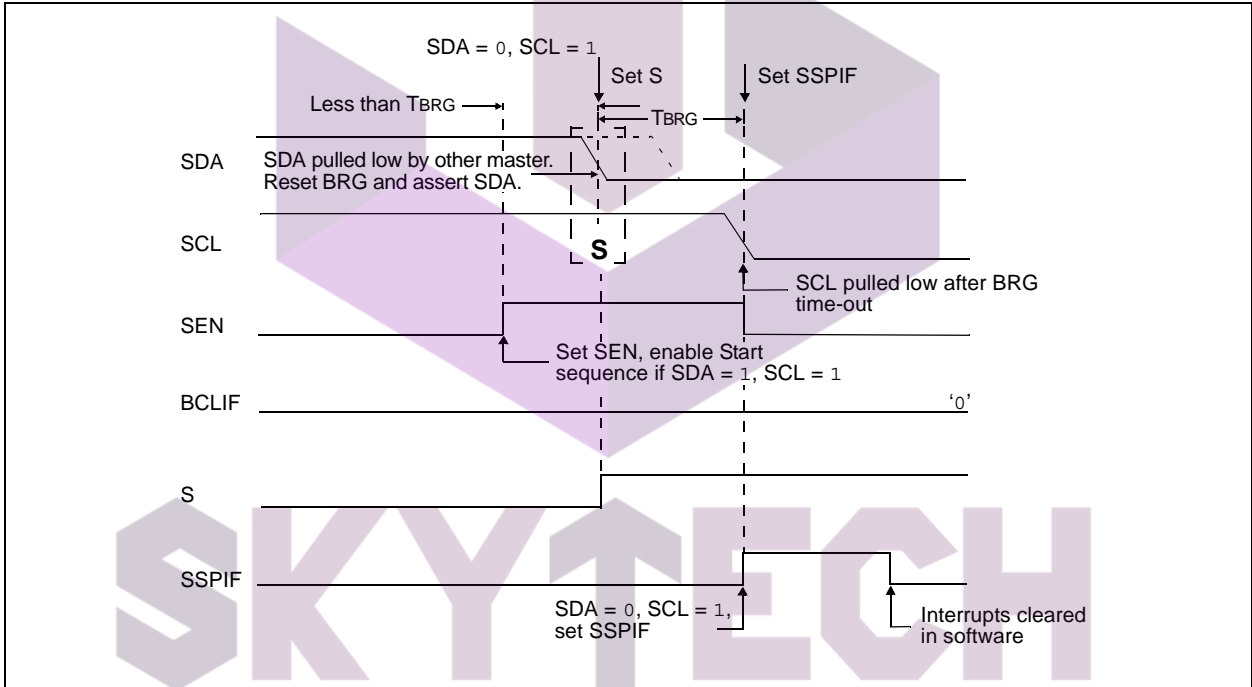 SDA = 0, SCL = 1
Set S
Set SSPIF
Less than TBRG
TBRG
SDA
SDA pulled low by other master.
Reset BRG and assert SDA.
SCL
S
SCL pulled low after BRG
time-out
SEN
Set SEN, enable Start
sequence if SDA = 1, SCL = 1
BCLIF
‘0’
S
SSPIF
SDA = 0, SCL = 1,
set SSPIF
Interrupts cleared
in software
SKYTECH